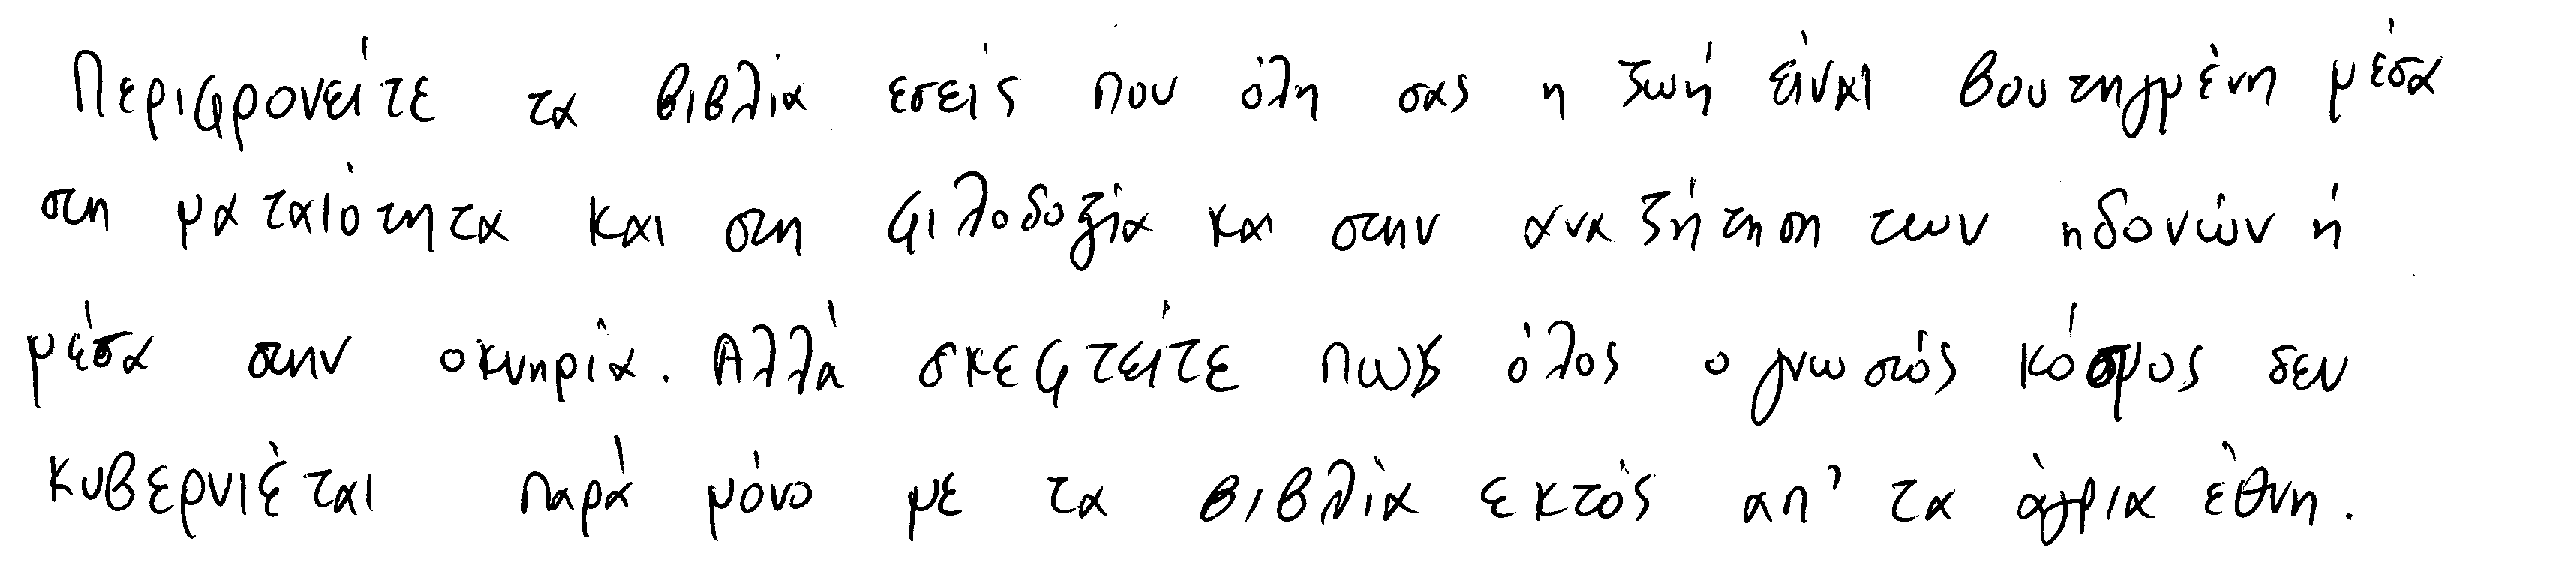 Περιφρονείτε τα βιβλία εσείς που όλη σας η ζωή είναι βουτηγμένη μέσα
στη ματαιότητα και στη φιλοδοξία και στην αναζήτηση των ηδονών ή
μέσα στην οκνηρία. Αλλά σκεφτείτε πως όλος ο γνωστός κόσμος δεν
κυβερνιέται παρά μόνο με τα βιβλία εκτός απ' τα άγρια έθνη.